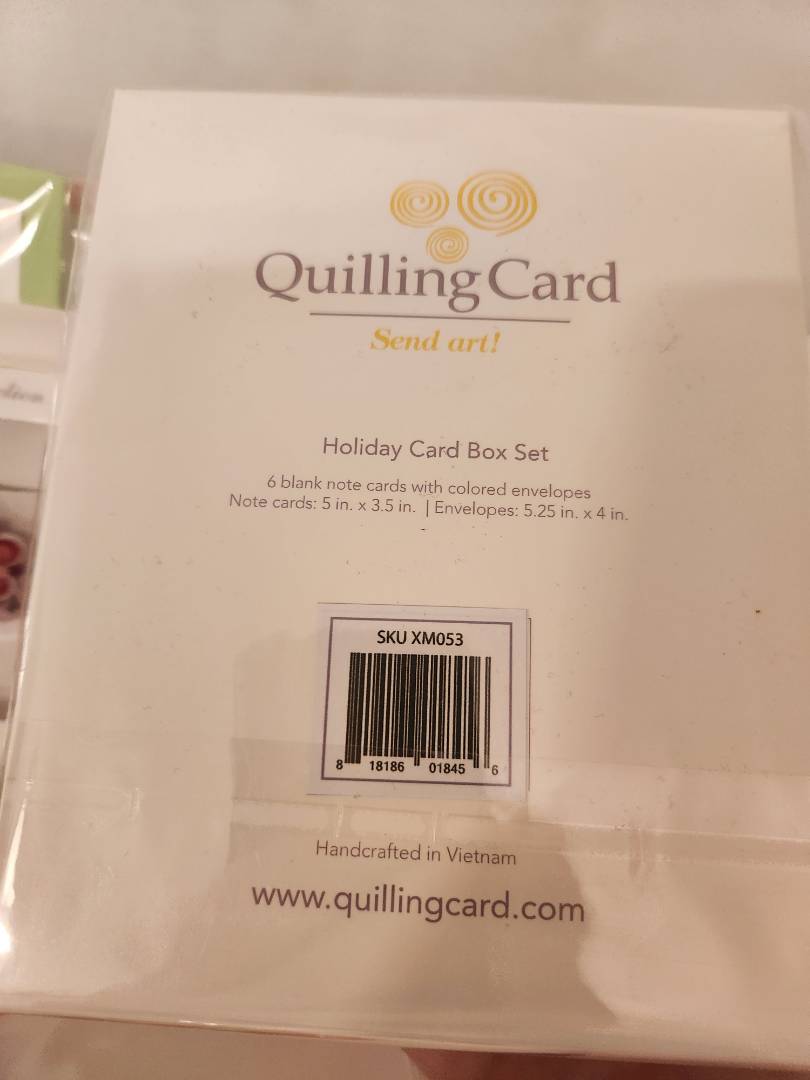 Quilling Card
Send art!
Holiday Card Box Set
6 blank note cards with colored envelopes
Note cards: 5 in. x 3.5 in. | Envelopes: 5.25 in. x 4 in.
SKU XM053
8 18186 01845 6
Handcrafted in Vietnam
www.quillingcard.com